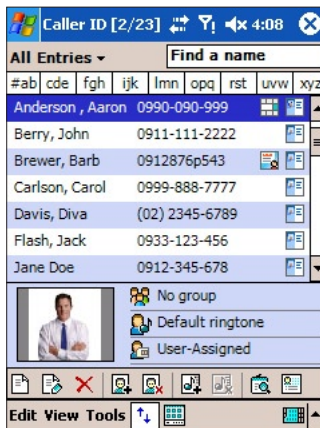 Caller ID [2/23] 4:08
All Entries Find a name
#ab cde fgh ijk lmn opq rst uvw xyz
Anderson , Aaron 0990-090-999
Berry, John 0911-111-2222
Brewer, Barb 0912876p543
Carlson, Carol 0999-888-7777
Davis, Diva (02) 2345-6789
Flash, Jack 0933-123-456
Jane Doe 0912-345-678
No group
Default ringtone
User-Assigned
Edit View Tools